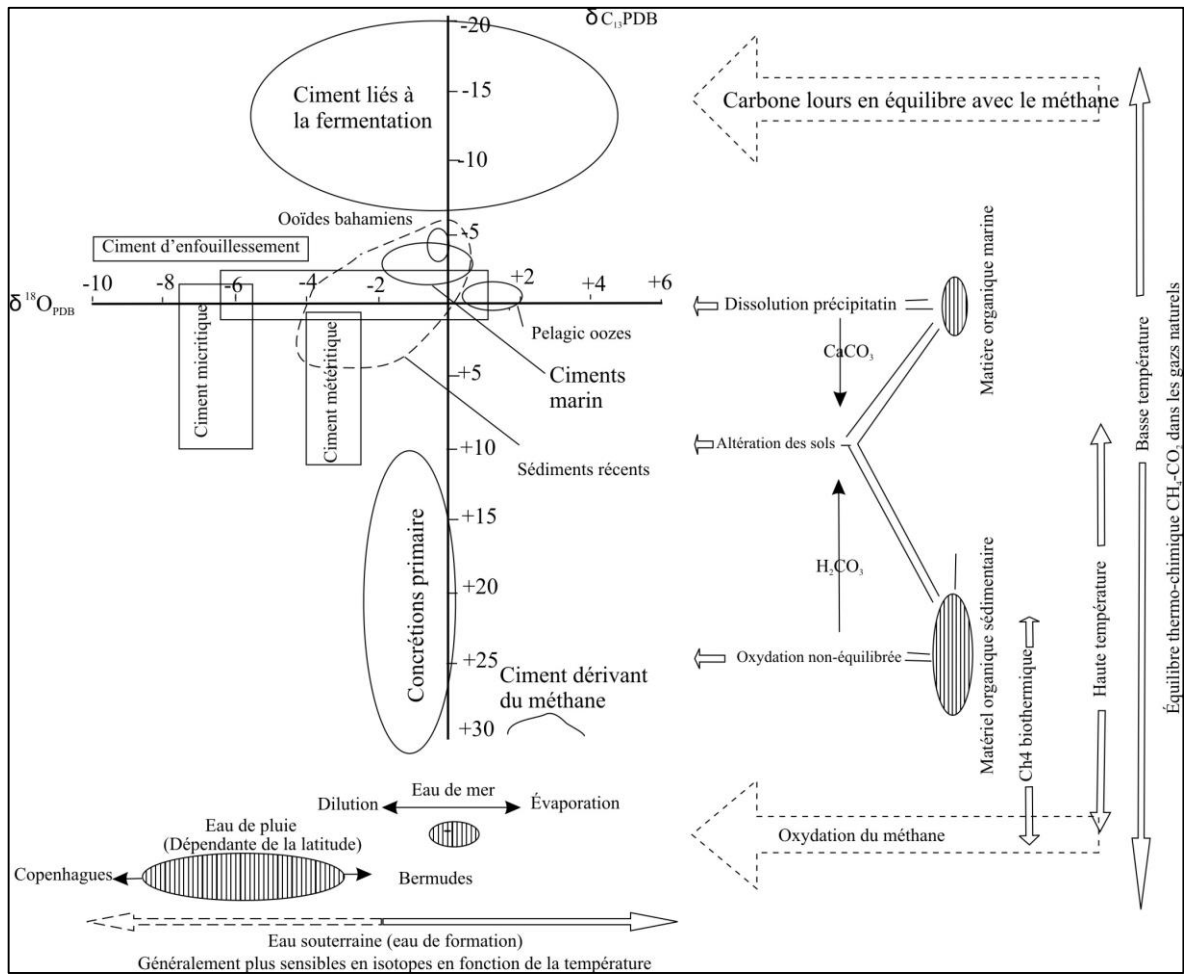 δ C₁₃PDB
-20
-15
-10
-5
Ciment liés à
la fermentation
Carbone lours en équilibre avec le méthane
Ooïdes bahamiens
Ciment d'enfouillessement
-10
-8
-6
-4
-2
+2
+4
+6
δ ¹⁸O PDB
Pelagic oozes
Ciment micritique
Ciment météritique
+5
Ciments
marin
+10
Sédiments récents
+15
+20
+25
+30
Concrétions primaire
Ciment dérivant
du méthane
Dissolution précipitatin
CaCO₃
Altération des sols
H₂CO₃
Oxydation non-équilibrée
Matière organique marine
Matériel organique sédimentaire
Ch4 biothermique
Haute température
Basse température
Équilibre thermo-chimique CH₄-CO₂ dans les gazs naturels
Eau de mer
Dilution
Évaporation
Eau de pluie
(Dépendante de la latitude)
Oxydation du méthane
Copenhagues
Bermudes
Eau souterraine (eau de formation)
Généralement plus sensibles en isotopes en fonction de la température